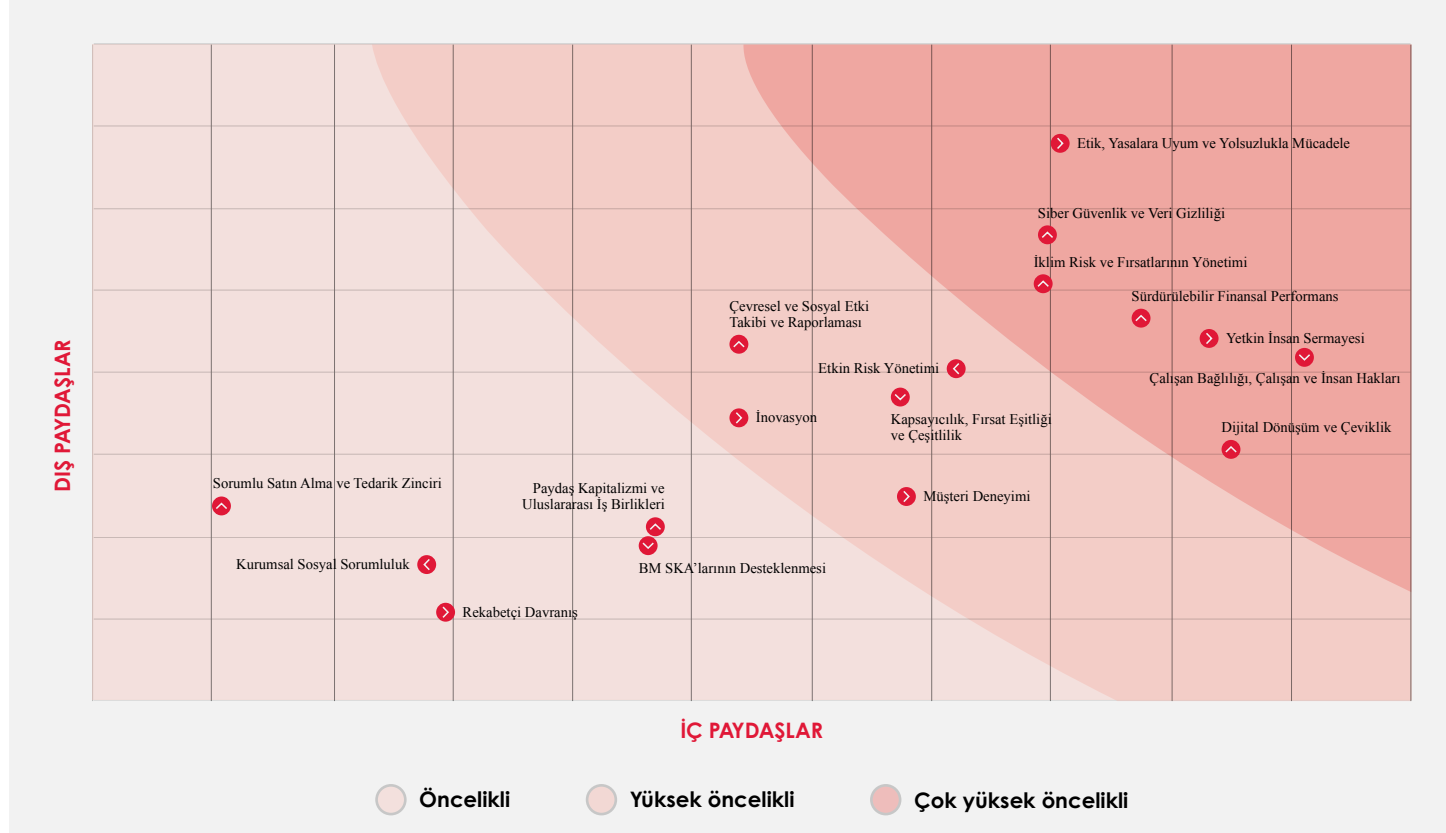 Etik, Yasalara Uyum ve Yolsuzlukla Mücadele
Siber Güvenlik ve Veri Gizliliği
İklim Risk ve Fırsatlarının Yönetimi
Sürdürülebilir Finansal Performans
Çevresel ve Sosyal Etki
Takibi ve Raporlaması
Yetkin İnsan Sermayesi
Etkin Risk Yönetimi
Çalışan Bağlılığı, Çalışan ve İnsan Hakları
İnovasyon
Kapsayıcılık, Fırsat Eşitliği
ve Çeşitlilik
Dijital Dönüşüm ve Çeviklik
Sorumlu Satın Alma ve Tedarik Zinciri
Paydaş Kapitalizmi ve
Uluslararası İş Birlikleri
Müşteri Deneyimi
Kurumsal Sosyal Sorumluluk
BM SKA’larının Desteklenmesi
Rekabetçi Davranış
DIŞ PAYDAŞLAR
İÇ PAYDAŞLAR
Öncelikli
Yüksek öncelikli
Çok yüksek öncelikli